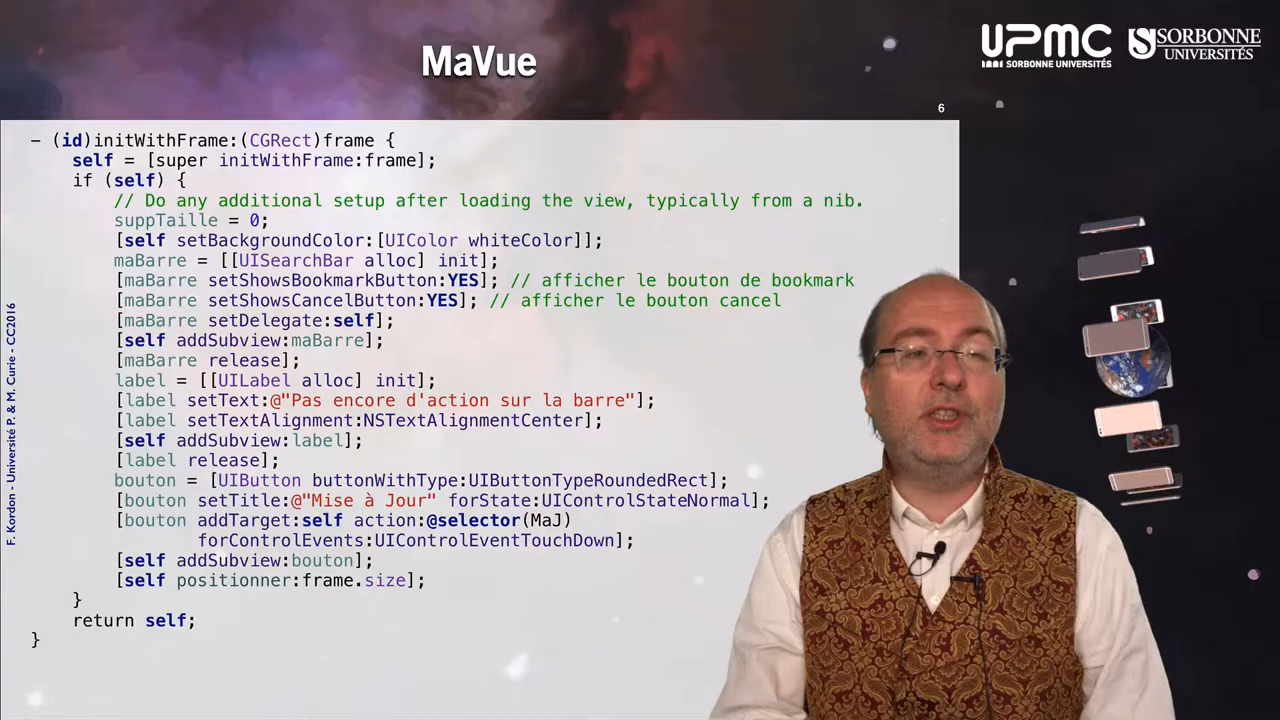 MaVue
UPMC
SORBONNE UNIVERSITÉS
SORBONNE
UNIVERSITÉS
6
– (id)initWithFrame:(CGRect)frame {
self = [super initWithFrame:frame];
if (self) {
// Do any additional setup after loading the view, typically from a nib.
suppTaille = 0;
[self setBackgroundColor:[UIColor whiteColor]];
maBarre = [[UISearchBar alloc] init];
[maBarre setShowsBookmarkButton:YES]; // afficher le bouton de bookmark
[maBarre setShowsCancelButton:YES]; // afficher le bouton cancel
[maBarre setDelegate:self];
[self addSubview:maBarre];
[maBarre release];
label = [[UILabel alloc] init];
[label setText:@"Pas encore d'action sur la barre"];
[label setTextAlignment:NSTextAlignmentCenter];
[self addSubview:label];
[label release];
bouton = [UIButton buttonWithType:UIButtonTypeRoundedRect];
[bouton setTitle:@"Mise à Jour" forState:UIControlStateNormal];
[bouton addTarget:self action:@selector(MaJ)
forControlEvents:UIControlEventTouchDown];
[self addSubview:bouton];
[self positionner:frame.size];
}
return self;
}
F. Kordon - Université P. & M. Curie - CC2016